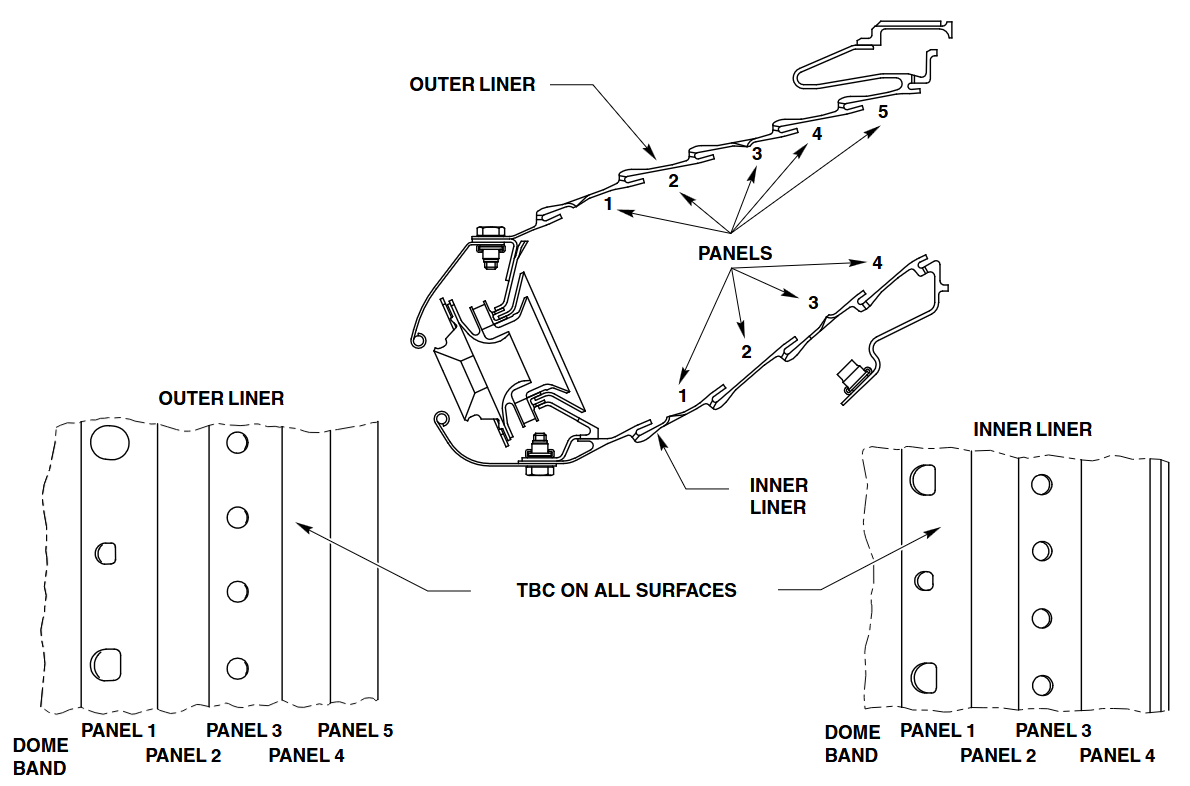 OUTER LINER
5
4
3
2
1
PANELS
4
3
2
1
OUTER LINER
INNER LINER
INNER
LINER
TBC ON ALL SURFACES
PANEL 1
PANEL 3
PANEL 5
DOME
BAND
PANEL 2
PANEL 4
DOME
BAND
PANEL 1
PANEL 3
PANEL 2
PANEL 4